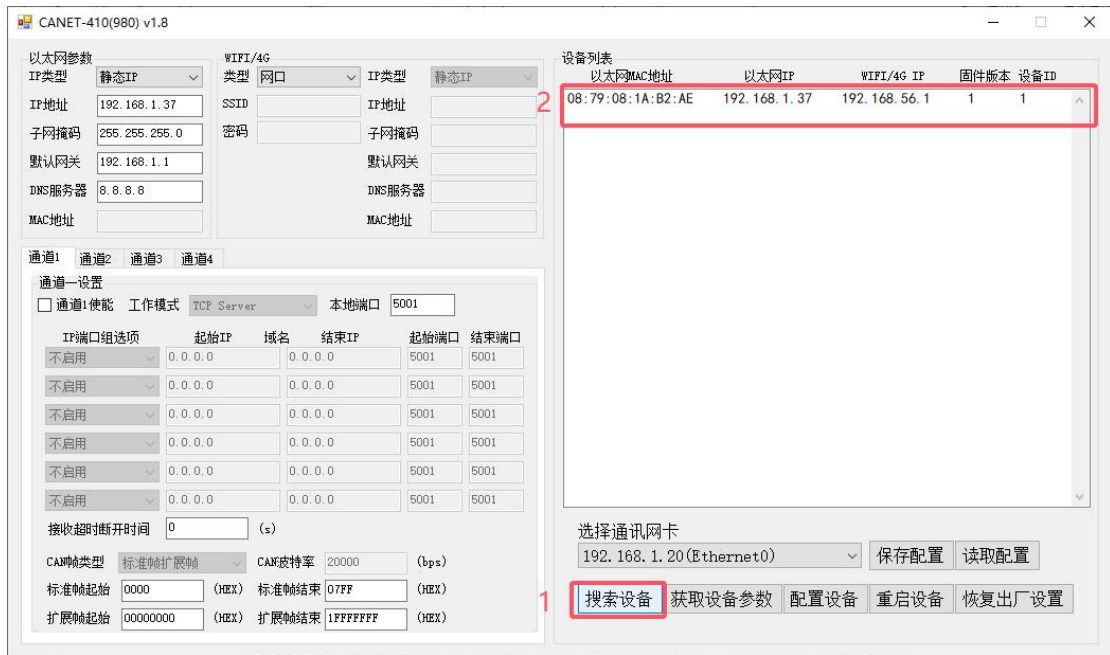 CANET-410(980) v1.8
以太网参数
IP类型 静态IP
IP地址 192.168.1.37
子网掩码 255.255.255.0
默认网关 192.168.1.1
DNS服务器 8.8.8.8
MAC地址
WIFI/4G
类型 网口 IP类型 静态IP
SSID IP地址
密码 子网掩码
默认网关
DNS服务器
MAC地址
通道1 通道2 通道3 通道4
通道一设置
通道1使能 工作模式 TCP Server 本地端口 5001
IP端口组选项 起始IP 域名 结束IP 起始端口 结束端口
不启用 0.0.0.0 0.0.0.0 5001 5001
不启用 0.0.0.0 0.0.0.0 5001 5001
不启用 0.0.0.0 0.0.0.0 5001 5001
不启用 0.0.0.0 0.0.0.0 5001 5001
不启用 0.0.0.0 0.0.0.0 5001 5001
不启用 0.0.0.0 0.0.0.0 5001 5001
接收超时断开时间 0 (s)
CAN帧类型 标准帧扩展帧 CAN波特率 20000 (bps)
标准帧起始 0000 (HEX) 标准帧结束 07FF (HEX)
扩展帧起始 00000000 (HEX) 扩展帧结束 1FFFFFFF (HEX)
设备列表
以太网MAC地址 以太网IP WIFI/4G IP 固件版本 设备ID
2 08:79:08:1A:B2:AE 192.168.1.37 192.168.56.1 1 1
选择通讯网卡
192.168.1.20(Ethernet0) 保存配置 读取配置
1 搜索设备 获取设备参数 配置设备 重启设备 恢复出厂设置